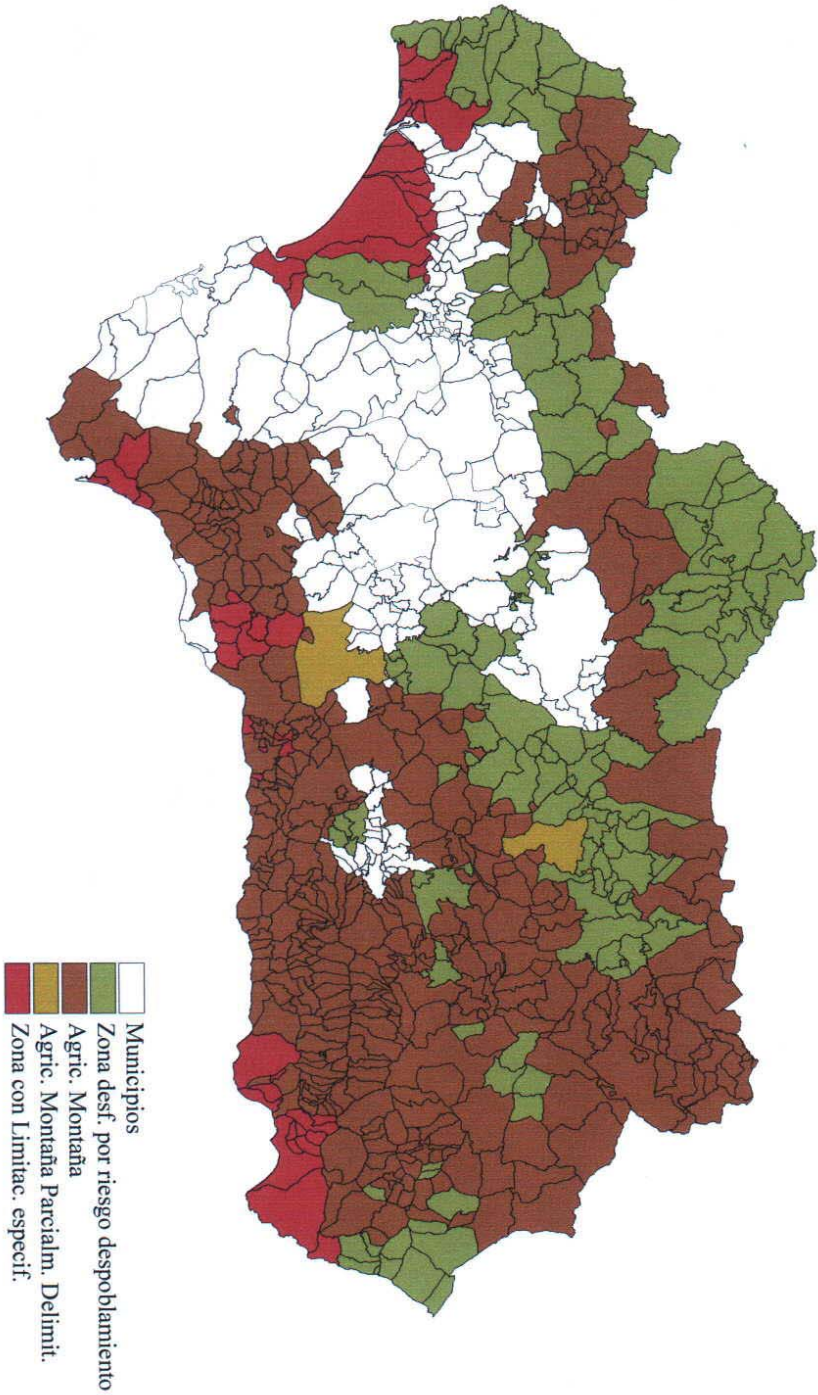 Municipios
Zona desf. por riesgo despoblamiento
Agric. Montaña
Agric. Montaña Parcialm. Delimit.
Zona con Limitac. especif.